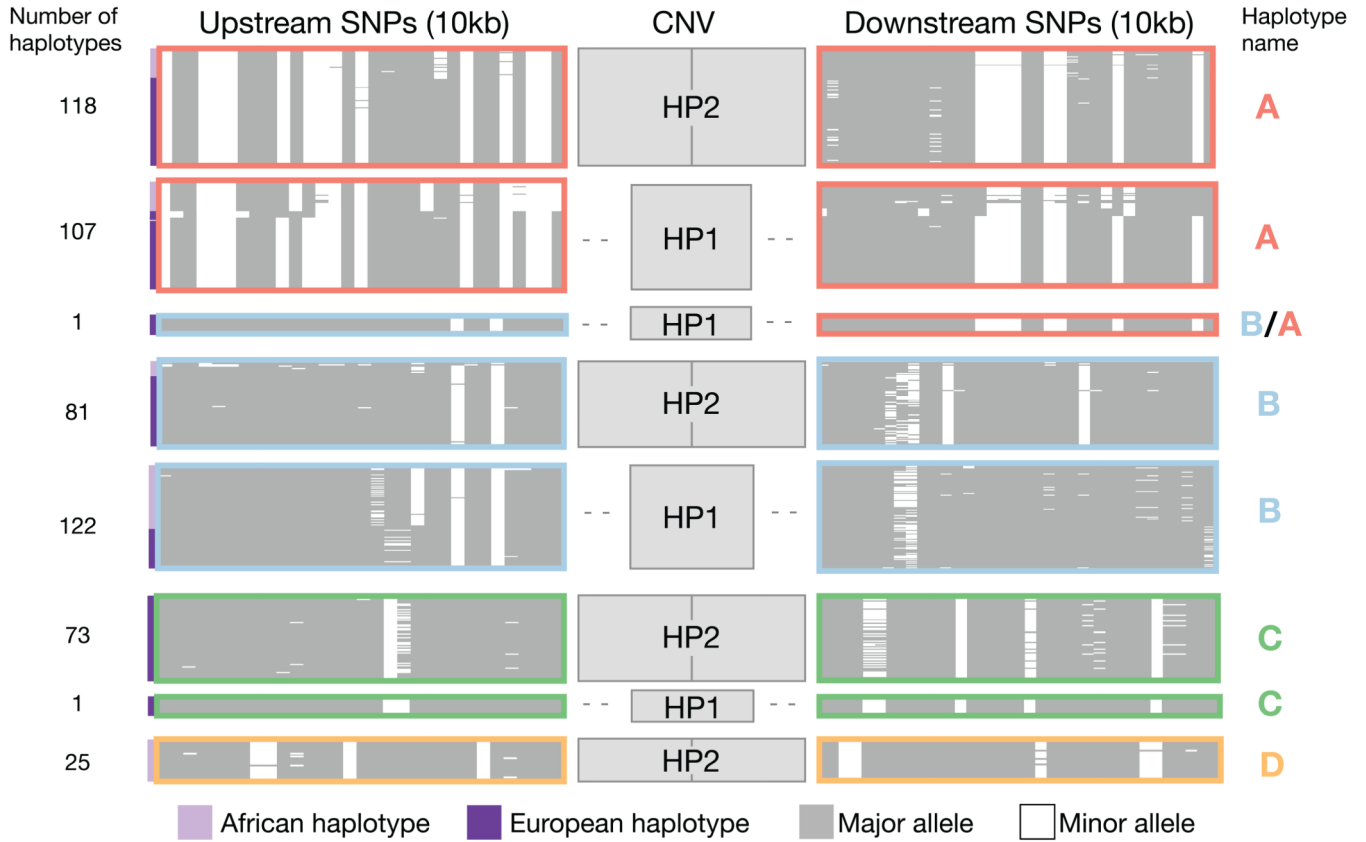 Number of haplotypes
Upstream SNPs (10kb)
CNV
Downstream SNPs (10kb)
Haplotype name
118
HP2
A
107
HP1
A
1
HP1
B/A
81
HP2
B
122
HP1
B
73
HP2
C
1
HP1
C
25
HP2
D
African haplotype
European haplotype
Major allele
Minor allele